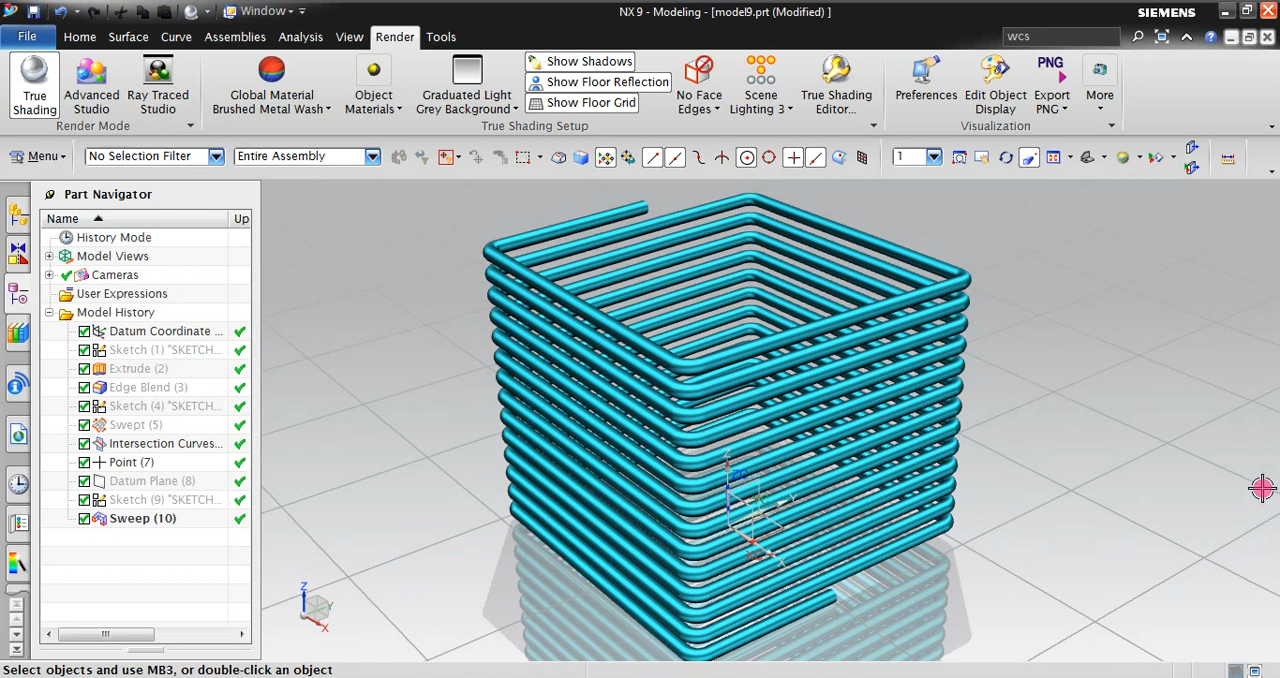 Window
NX 9 - Modeling - [model9.prt (Modified) ]
SIEMENS
File
Home
Surface
Curve
Assemblies
Analysis
View
Render
Tools
wcs
True
Shading
Advanced
Studio
Ray Traced
Studio
Render Mode
Global Material
Brushed Metal Wash
Object
Materials
Graduated Light
Grey Background
Show Shadows
Show Floor Reflection
Show Floor Grid
No Face
Edges
Scene
Lighting 3
True Shading
Editor...
True Shading Setup
Preferences
Edit Object
Display
PNG
Export
PNG
More
Visualization
Menu
No Selection Filter
Entire Assembly
1
Part Navigator
Name
Up
History Mode
Model Views
Cameras
User Expressions
Model History
Datum Coordinate ...
Sketch (1) "SKETCH...
Extrude (2)
Edge Blend (3)
Sketch (4) "SKETCH...
Swept (5)
Intersection Curves...
Point (7)
Datum Plane (8)
Sketch (9) "SKETCH...
Sweep (10)
Z
Y
X
Select objects and use MB3, or double-click an object